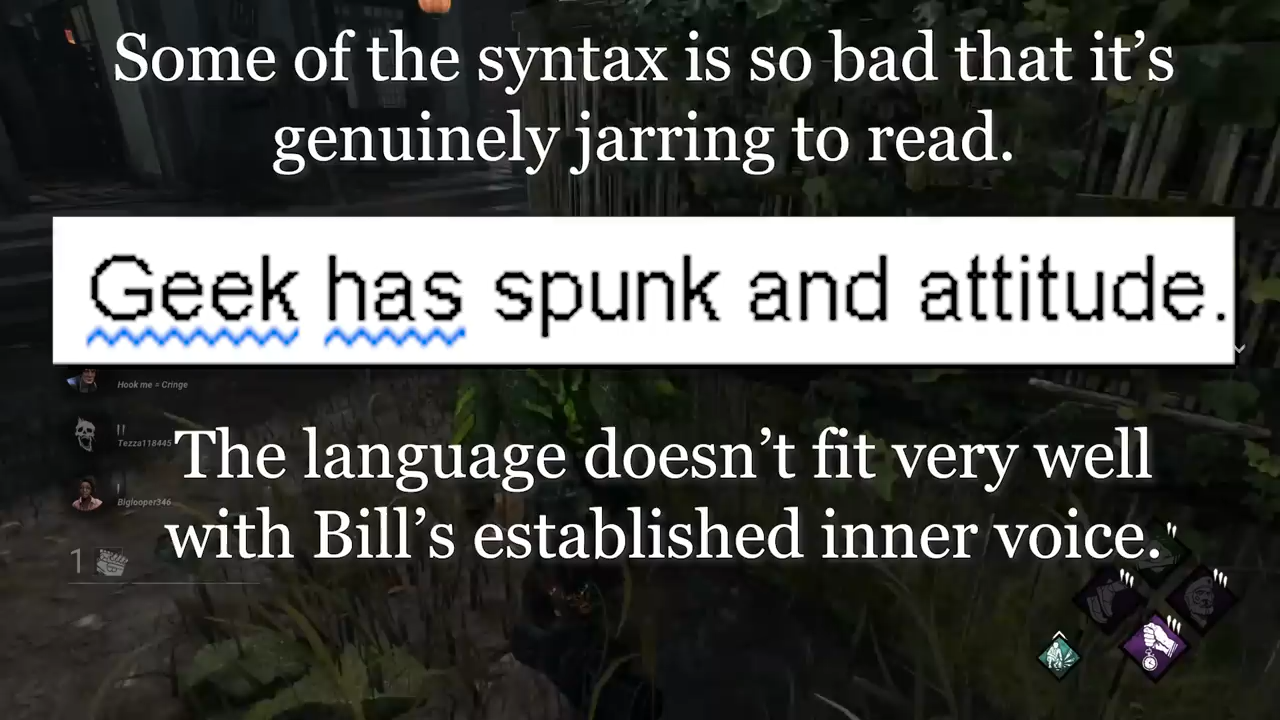 Some of the syntax is so bad that it’s
genuinely jarring to read.
Geek has spunk and attitude.
Hook me = Cringe
Tezza118445
The language doesn’t fit very well
Biglooper346
with Bill’s established inner voice.
1